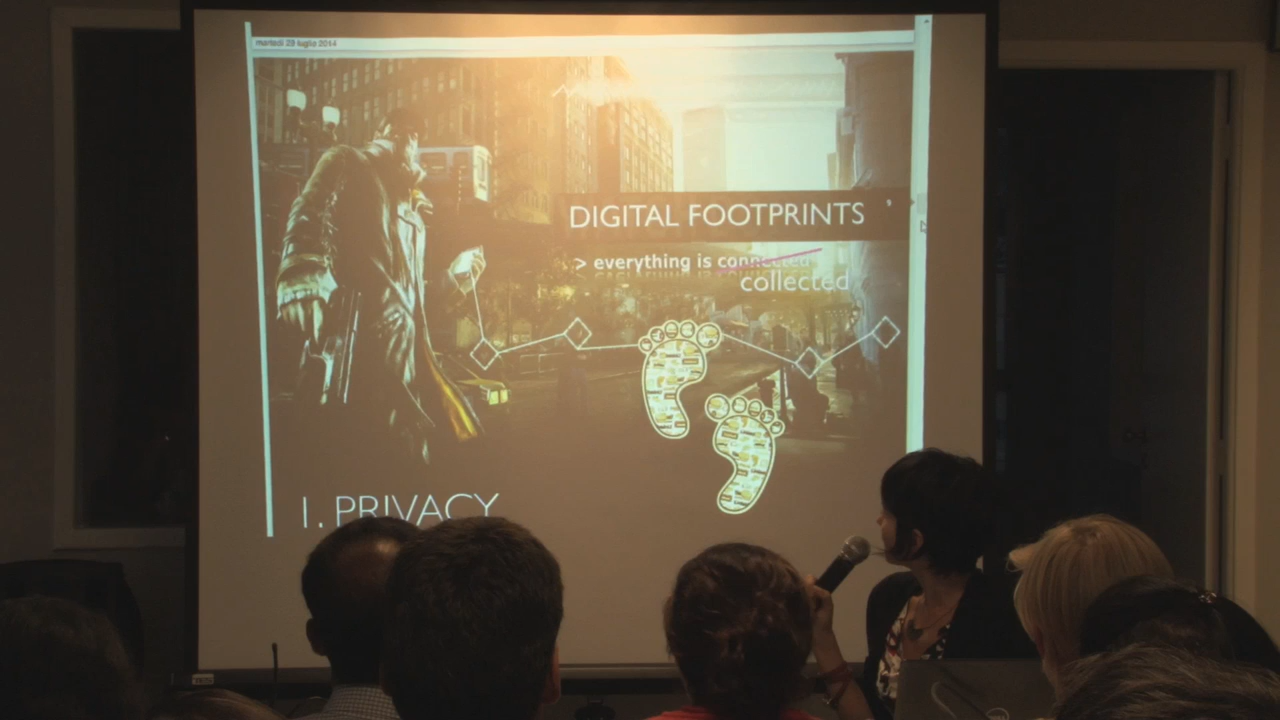 martedì 29 luglio 2014
DIGITAL FOOTPRINTS
> everything is connected
collected
1. PRIVACY